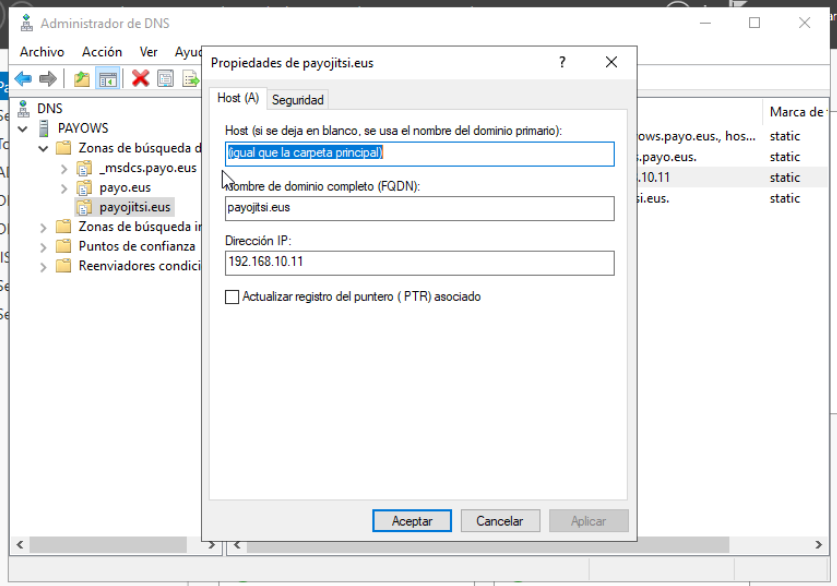 Administrador de DNS
Archivo Acción Ver
DNS
PAYOWS
Zonas de búsqueda d
_msdcs.payo.eus
payo.eus
payojitsi.eus
Zonas de búsqueda in
Puntos de confianza
Reenviadores condici
Propiedades de payojitsi.eus
Host (A) Seguridad
Host (si se deja en blanco, se usa el nombre del dominio primario):
(igual que la carpeta principal)
Nombre de dominio completo (FQDN):
payojitsi.eus
Dirección IP:
192.168.10.11
Actualizar registro del puntero ( PTR) asociado
Aceptar Cancelar Aplicar
Marca de
ows.payo.eus., hos... static
s.payo.eus. static
.10.11 static
si.eus. static